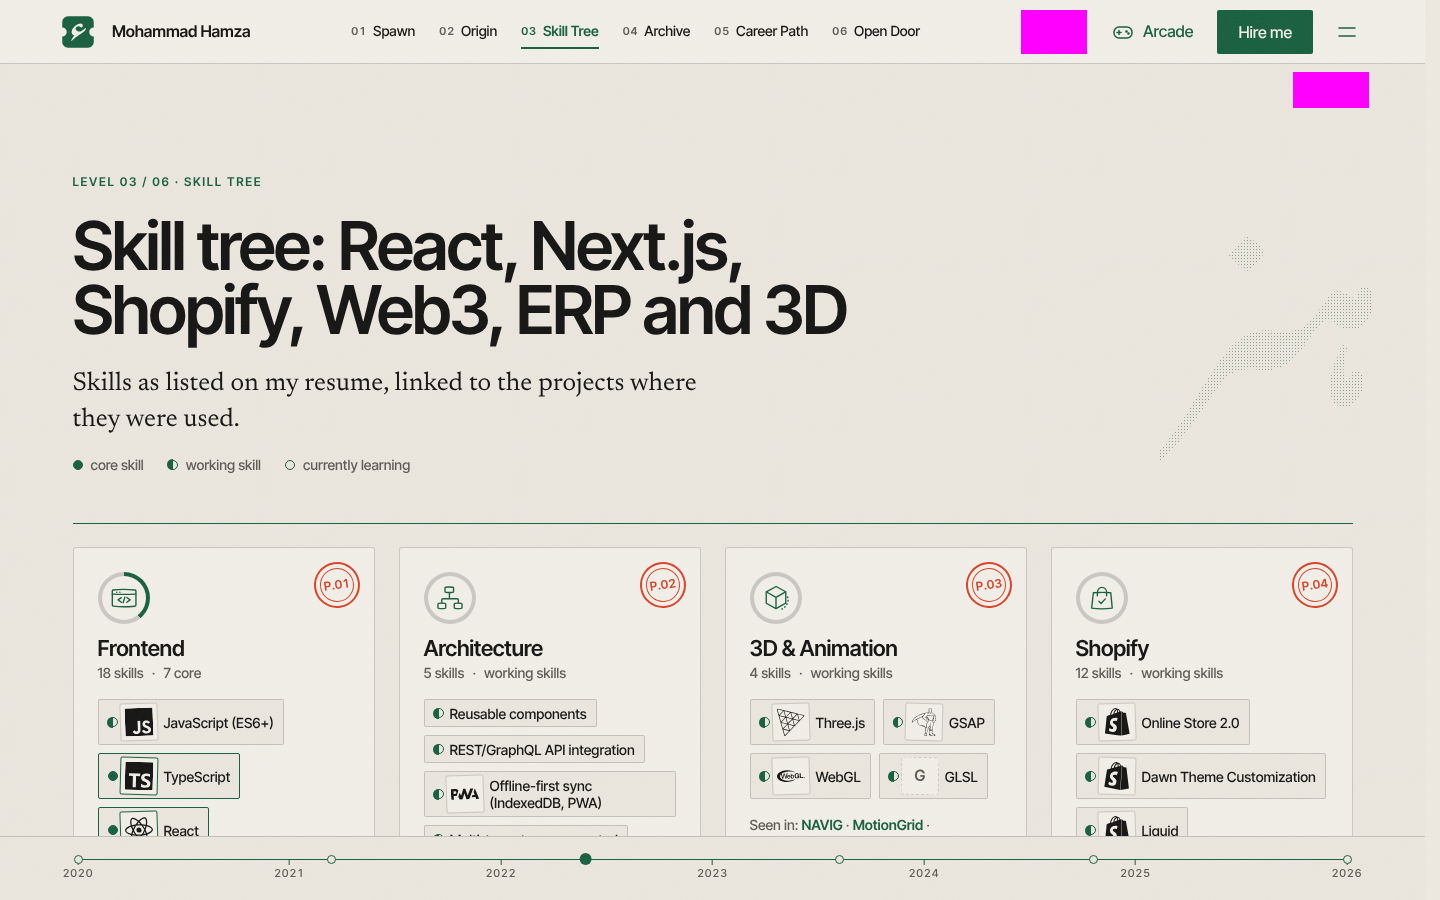 Mohammad Hamza
01 Spawn
02 Origin
03 Skill Tree
04 Archive
05 Career Path
06 Open Door
Arcade
Hire me
LEVEL 03 / 06 · SKILL TREE
Skill tree: React, Next.js,
Shopify, Web3, ERP and 3D
Skills as listed on my resume, linked to the projects where
they were used.
core skill
working skill
currently learning
P.01
Frontend
18 skills · 7 core
JS JavaScript (ES6+)
TS TypeScript
React
P.02
Architecture
5 skills · working skills
Reusable components
REST/GraphQL API integration
PWA Offline-first sync
(IndexedDB, PWA)
P.03
3D & Animation
4 skills · working skills
Three.js
GSAP
WebGL WebGL
G GLSL
Seen in: NAVIG · MotionGrid ·
P.04
Shopify
12 skills · working skills
Online Store 2.0
Dawn Theme Customization
Liquid
2020
2021
2022
2023
2024
2025
2026